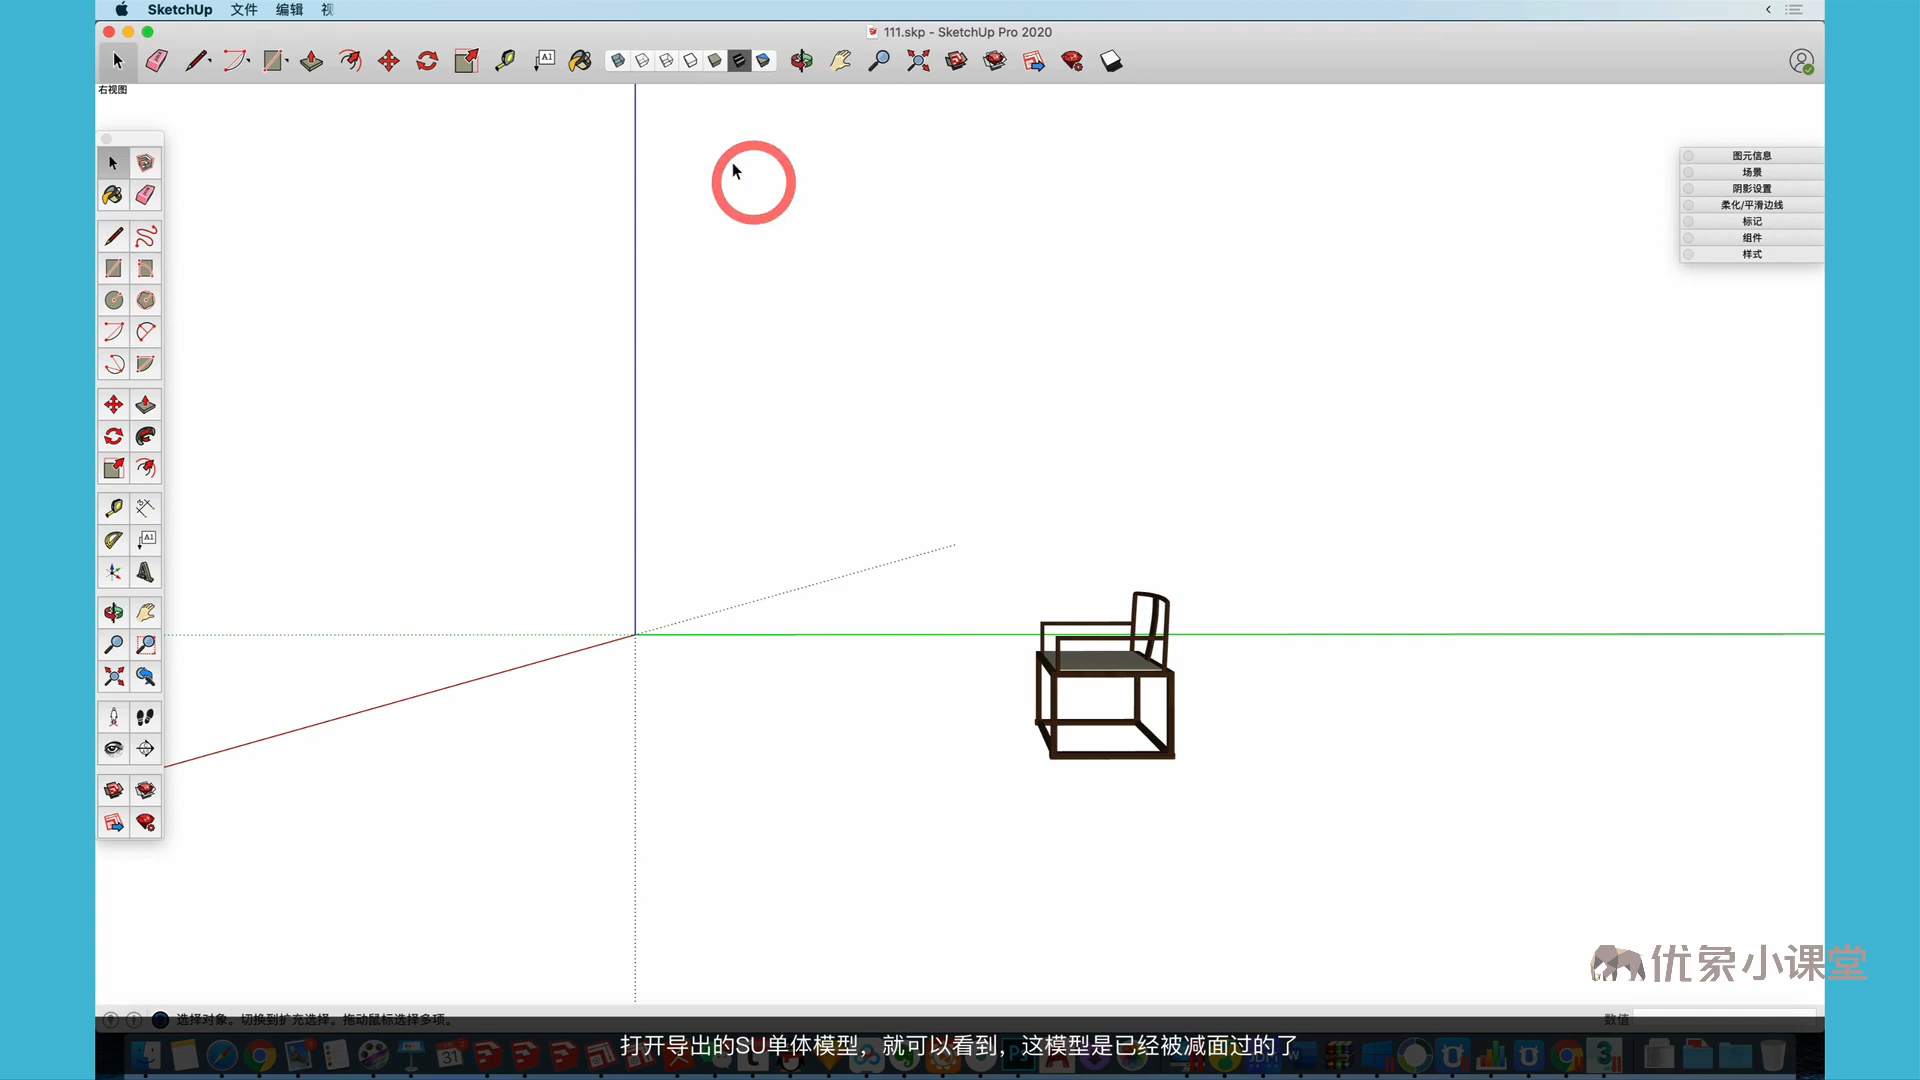 SketchUp 文件 编辑 视
111.skp - SketchUp Pro 2020
A1
右视图
图元信息
场景
阴影设置
柔化/平滑边线
标记
组件
样式
A1
优象小课堂
选择对象。切换到扩充选择。拖动鼠标选择多项。
数值
打开导出的SU单体模型，就可以看到，这模型是已经被减面过的了
31